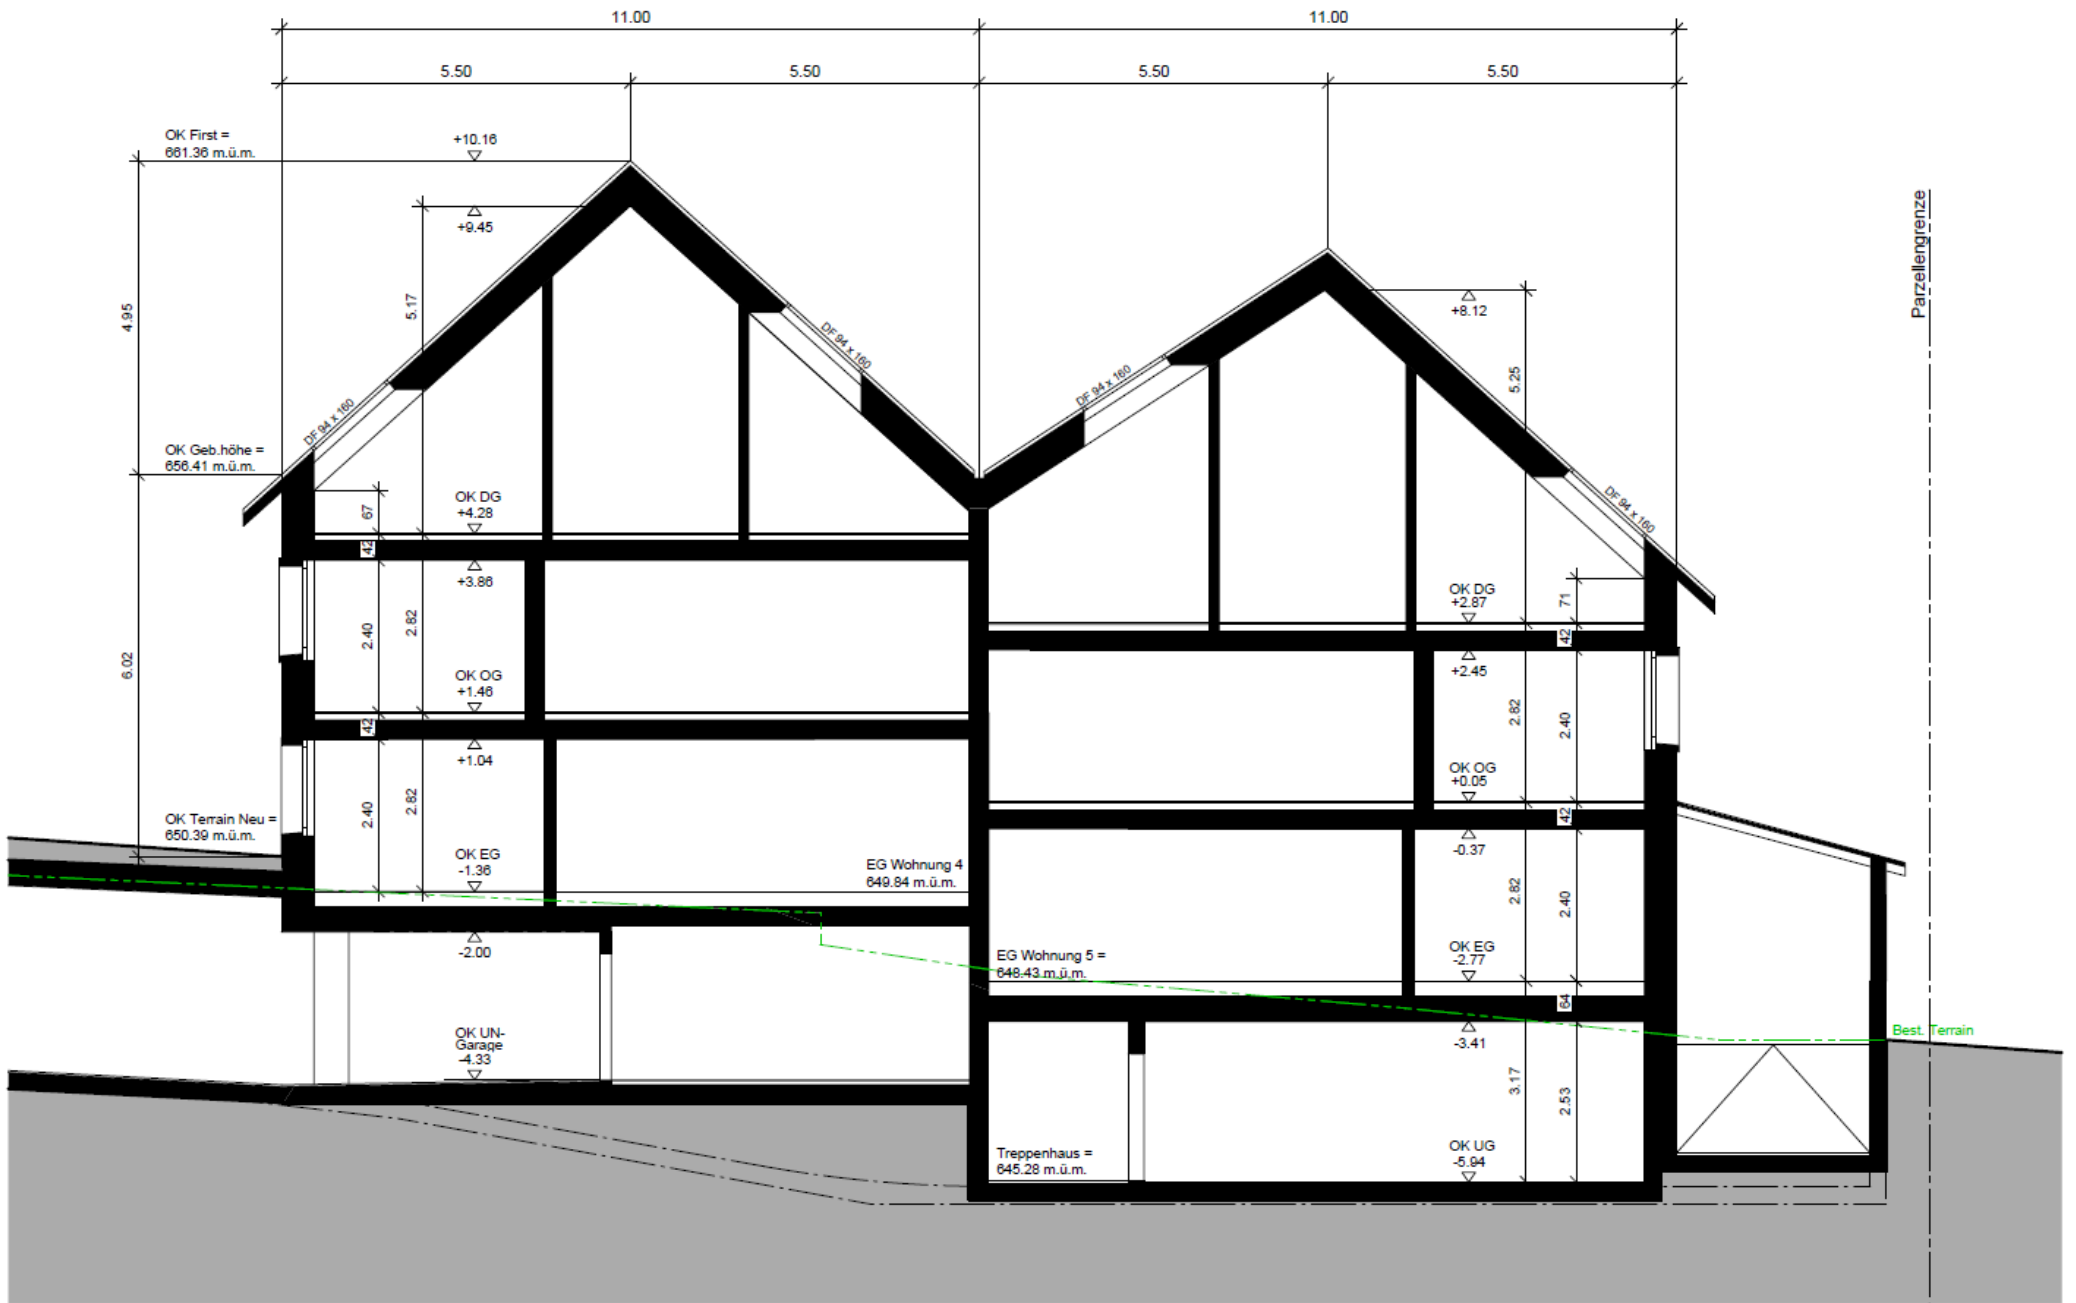 11.00
11.00
5.50
5.50
5.50
5.50
OK First =
661.36 m.ü.m.
+10.16
+9.45
Parzellengrenze
4.95
5.17
DF 94 x 160
DF 94 x 160
DF 94 x 160
+8.12
5.25
DF 94 x 160
OK Geb.höhe =
656.41 m.ü.m.
67
OK DG
+4.28
42
+3.86
2.40
2.82
6.02
OK OG
+1.46
42
+1.04
2.40
2.82
OK Terrain Neu =
650.39 m.ü.m.
OK EG
-1.36
EG Wohnung 4
649.84 m.ü.m.
-2.00
OK UN-
Garage
-4.33
OK DG
+2.87
71
42
+2.45
2.82
2.40
OK OG
+0.05
42
-0.37
2.82
2.40
EG Wohnung 5 =
648.43 m.ü.m.
OK EG
-2.77
64
-3.41
Best. Terrain
3.17
2.53
Treppenhaus =
645.28 m.ü.m.
OK UG
-5.94